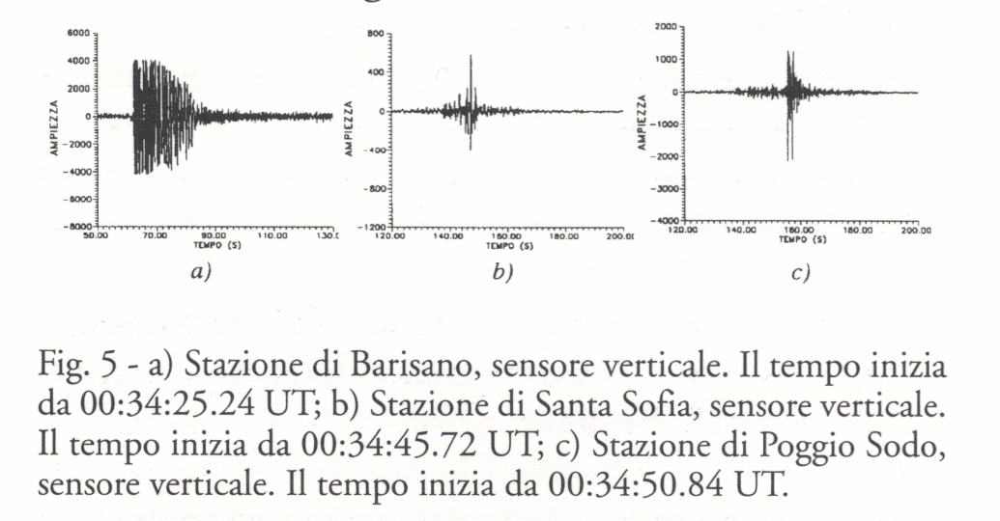 6000 4000 2000 0 -2000 -4000 -6000 -8000
AMPIEZZA
50.00 70.00 90.00 110.00
TEMPO (S)
a)
800 400 0 -400 -800 -1200
AMPIEZZA
120.00 140.00 160.00 180.00
TEMPO (S)
b)
2000 1000 0 -1000 -2000 -3000 -4000
AMPIEZZA
120.00 140.00 160.00 180.00 200.00
TEMPO (S)
c)
Fig. 5 - a) Stazione di Barisano, sensore verticale. Il tempo inizia
da 00:34:25.24 UT; b) Stazione di Santa Sofia, sensore verticale.
Il tempo inizia da 00:34:45.72 UT; c) Stazione di Poggio Sodo,
sensore verticale. Il tempo inizia da 00:34:50.84 UT.